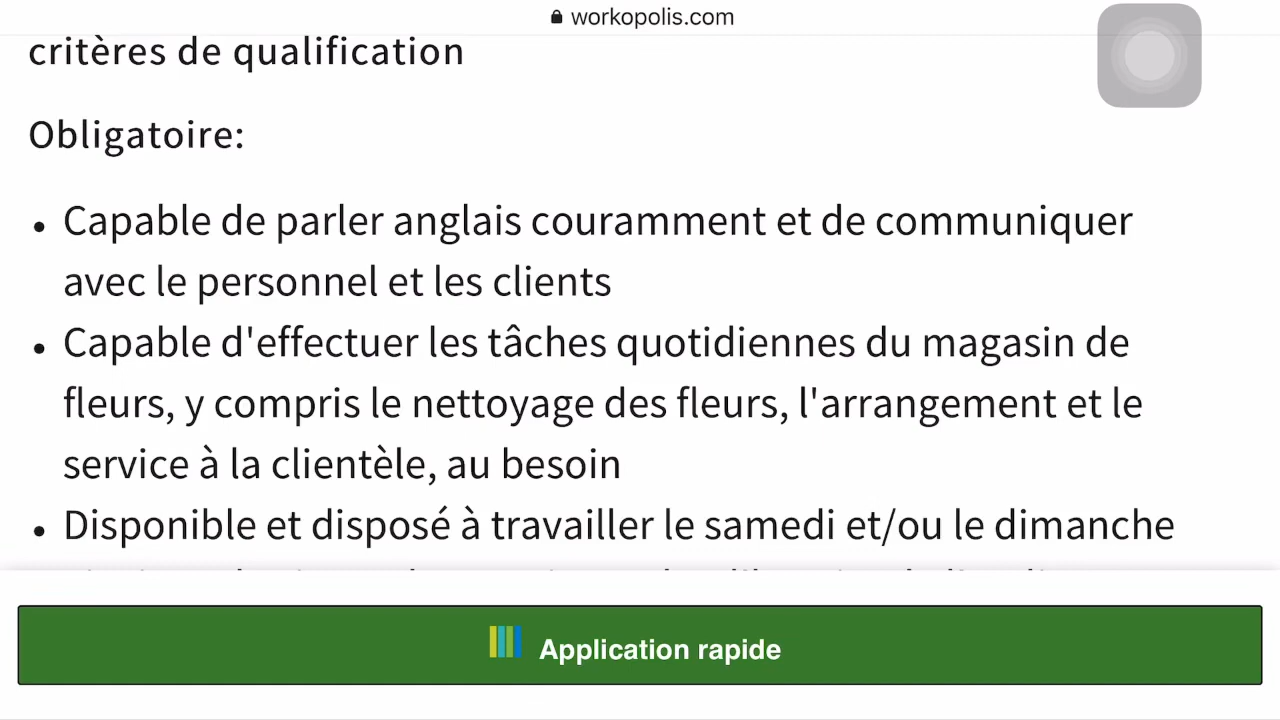 workopolis.com
critères de qualification
Obligatoire:
• Capable de parler anglais couramment et de communiquer
avec le personnel et les clients
• Capable d'effectuer les tâches quotidiennes du magasin de
fleurs, y compris le nettoyage des fleurs, l'arrangement et le
service à la clientèle, au besoin
• Disponible et disposé à travailler le samedi et/ou le dimanche
Application rapide